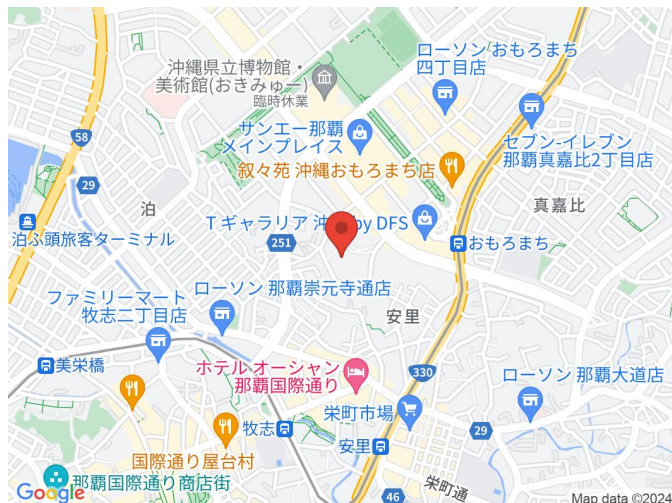 沖縄県立博物館・
美術館(おきみゅー)
臨時休業
ローソン おもろまち
四丁目店
サンエー那覇
メインプレイス
セブン-イレブン
那覇真嘉比2丁目店
叙々苑 沖縄おもろまち店
58
29
泊
真嘉比
泊ふ頭旅客ターミナル
251
Tギャラリア 沖 by DFS
おもろまち
ローソン 那覇崇元寺通店
ファミリーマート
牧志二丁目店
安里
美栄橋
ホテル オーシャン
那覇国際通り
330
ローソン 那覇大道店
栄町市場
29
牧志
安里
国際通り屋台村
那覇国際通り商店街
栄町通
46
Google
Map data ©2024